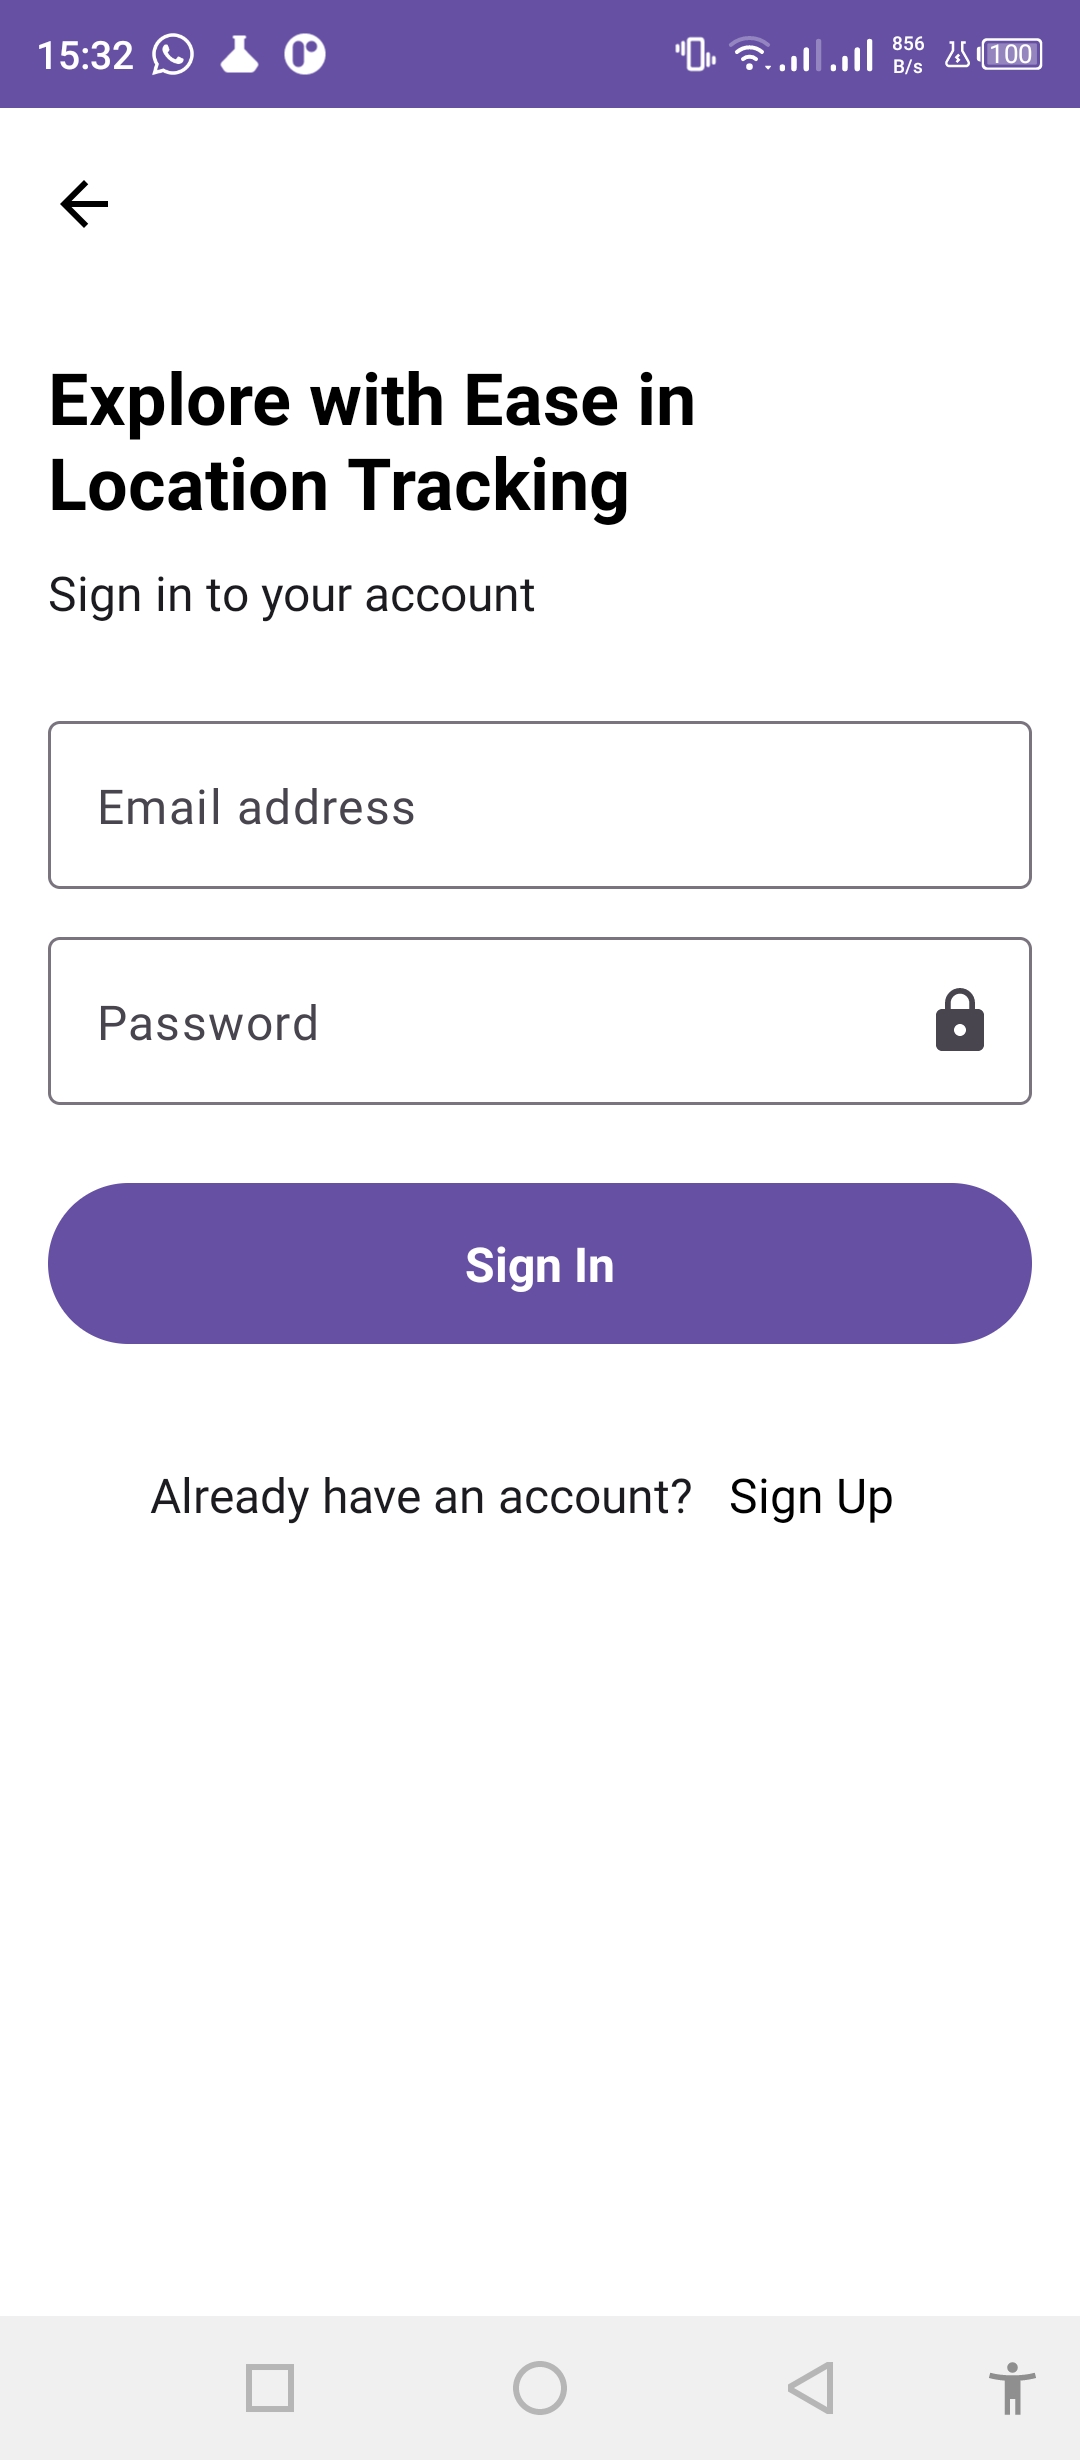 15:32 856 B/s 100
Explore with Ease in
Location Tracking
Sign in to your account
Email address
Password
Sign In
Already have an account? Sign Up